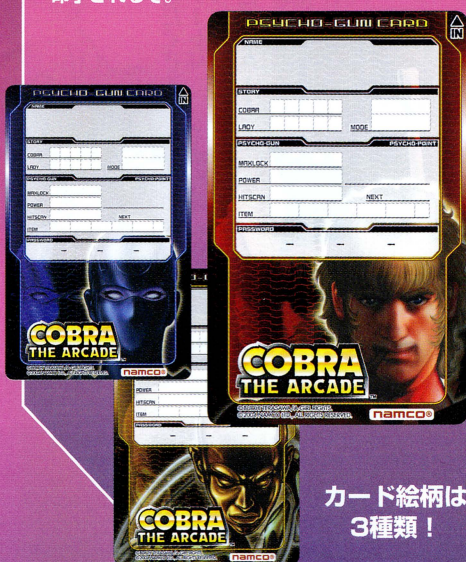 PSYCHO-GUN CARD
IN
NAME
STORY
COBRA
LADY
MODE
PSYCHO-GUN
PSYCHO-POINT
MAXLOCK
POWER
HITSCAN
NEXT
ITEM
PASSWORD
COBRA
THE ARCADE
TM
namco®
PSYCHO-GUN CARD
IN
NAME
STORY
COBRA
LADY
MODE
PSYCHO-GUN
PSYCHO-POINT
MAXLOCK
POWER
HITSCAN
NEXT
ITEM
PASSWORD
COBRA
THE ARCADE
namco®
POWER
HITSCAN
ITEM
PASSWORD
COBRA
THE ARCADE
namco®
カード絵柄は
3種類!